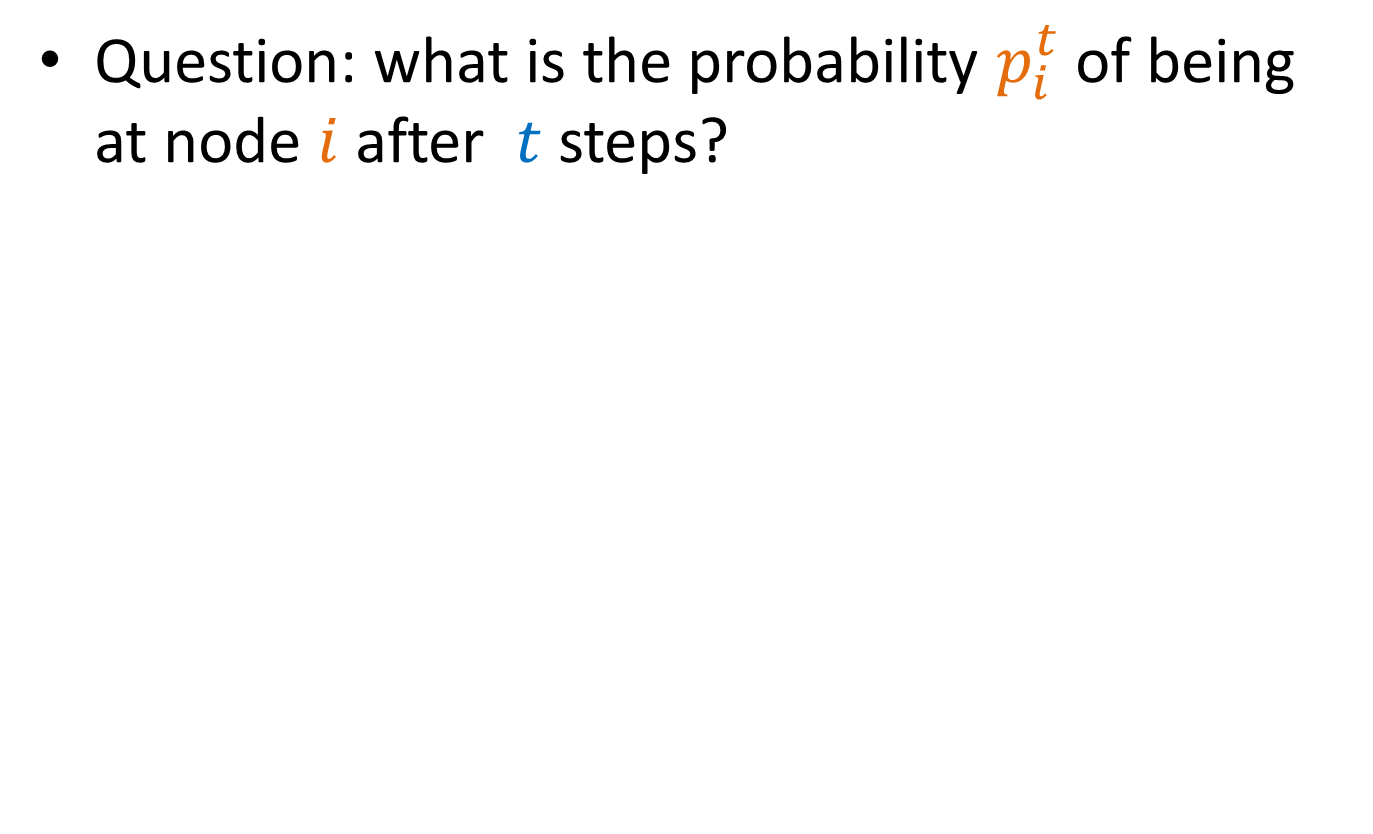 • Question: what is the probability $p_i^t$ of being
at node $i$ after $t$ steps?